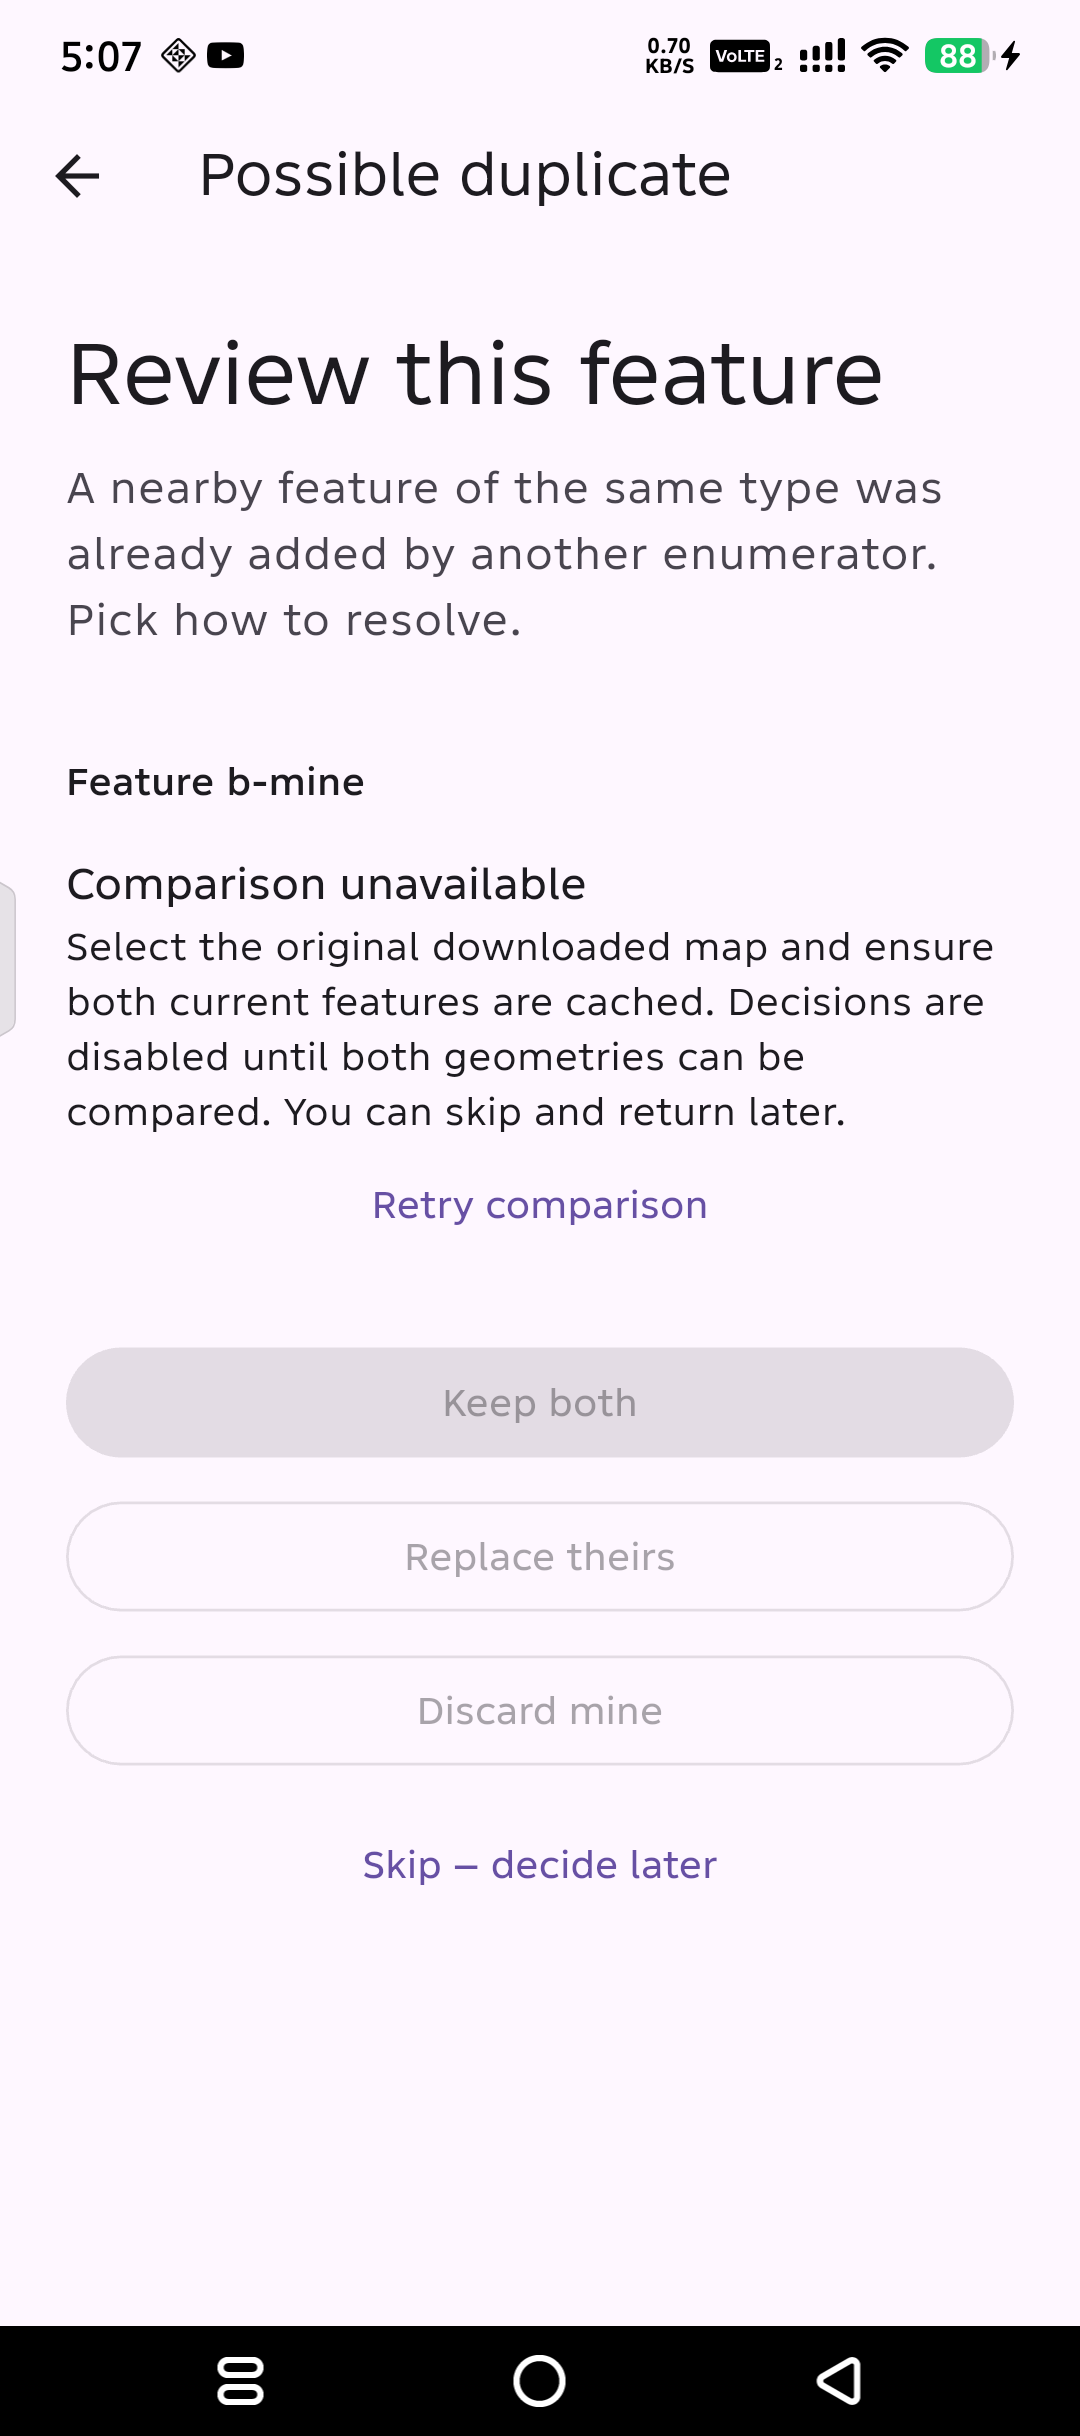 5:07
0.70
KB/S
VoLTE 2
88
Possible duplicate
Review this feature
A nearby feature of the same type was
already added by another enumerator.
Pick how to resolve.
Feature b-mine
Comparison unavailable
Select the original downloaded map and ensure
both current features are cached. Decisions are
disabled until both geometries can be
compared. You can skip and return later.
Retry comparison
Keep both
Replace theirs
Discard mine
Skip – decide later